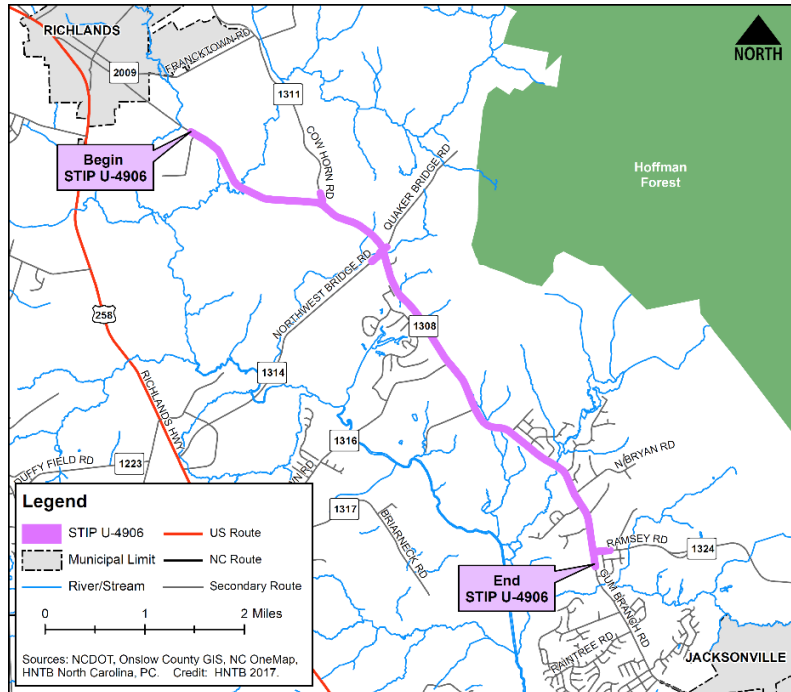 RICHLANDS
FRANCKTOWN RD
2009
NORTH
1311
COW HORN RD
Begin
STIP U-4906
QUAKER BRIDGE RD
Hoffman
Forest
NORTHWEST BRIDGE RD
258
1308
1314
RICHLANDS HWY
1316
N BRYAN RD
DUFFY FIELD RD
1223
N RD
1317
BRIARNECK RD
RAMSEY RD
1324
End
STIP U-4906
GUM BRANCH RD
RAINTREE RD
JACKSONVILLE
Legend
STIP U-4906
US Route
Municipal Limit
NC Route
River/Stream
Secondary Route
0 1 2 Miles
Sources: NCDOT, Onslow County GIS, NC OneMap,
HNTB North Carolina, PC. Credit: HNTB 2017.